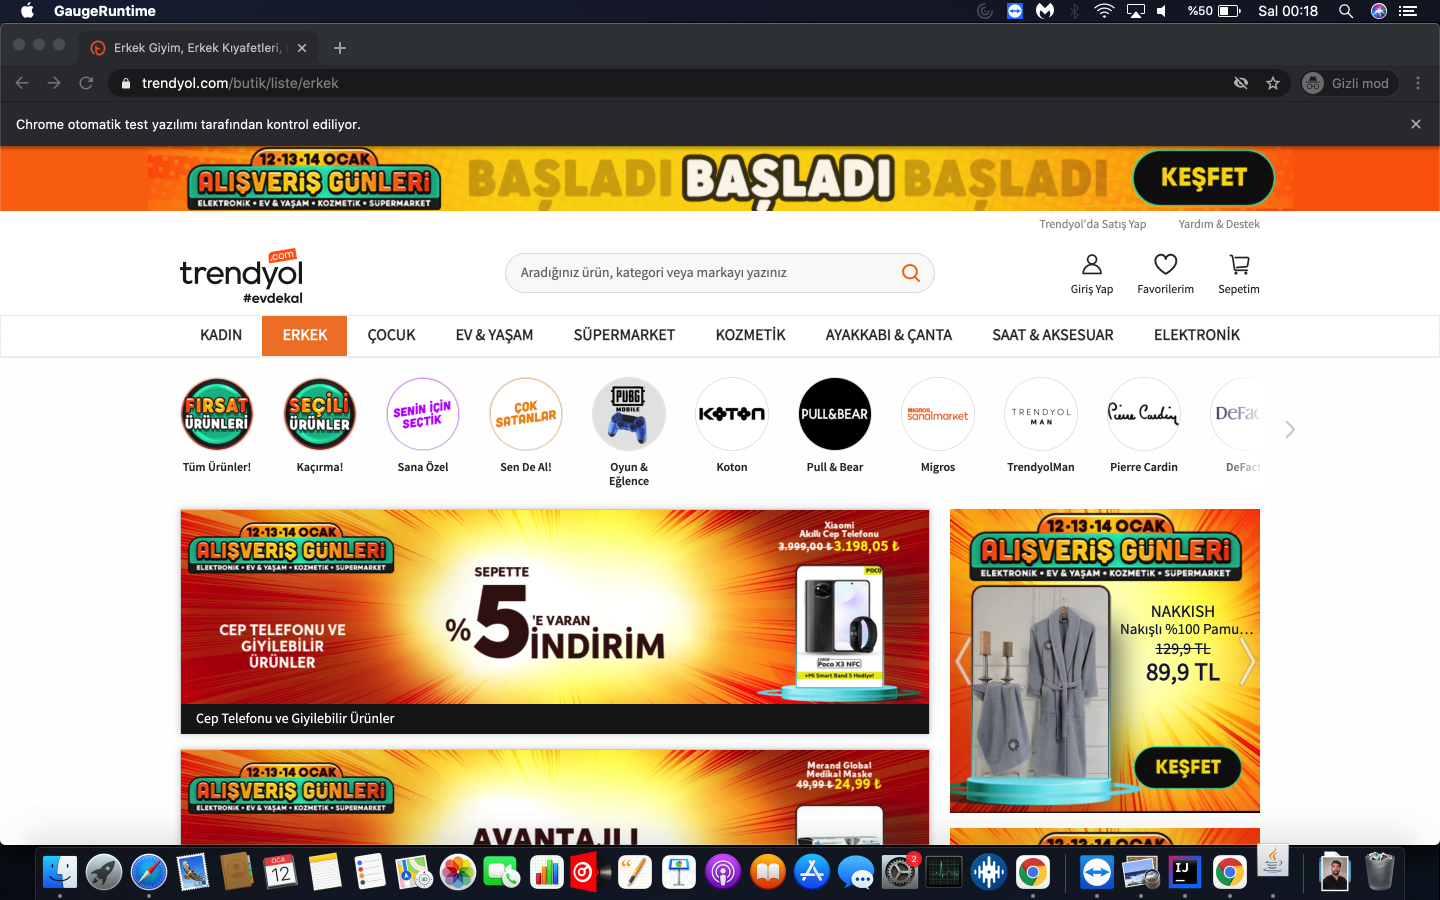 GaugeRuntime
%50
Sal 00:18
Erkek Giyim, Erkek Kıyafetleri,
trendyol.com/butik/liste/erkek
Gizli mod
Chrome otomatik test yazılımı tarafından kontrol ediliyor.
12-13-14 OCAK
ALIŞVERİŞ GÜNLERİ
ELEKTRONİK • EV & YAŞAM • KOZMETİK • SÜPERMARKET
BAŞLADI BAŞLADI BAŞLADI
KEŞFET
Trendyol'da Satış Yap
Yardım & Destek
trendyol
.com
#evdekal
Aradığınız ürün, kategori veya markayı yazınız
Giriş Yap
Favorilerim
Sepetim
KADIN
ERKEK
ÇOCUK
EV & YAŞAM
SÜPERMARKET
KOZMETİK
AYAKKABI & ÇANTA
SAAT & AKSESUAR
ELEKTRONİK
FIRSAT
ÜRÜNLERİ
SEÇİLİ
ÜRÜNLER
SENİN İÇİN
SEÇTİK
ÇOK
SATANLAR
PUBG
MOBILE
KOTON
PULL&BEAR
MIGROS
sanalmarket
TRENDYOL
MAN
Pierre Cardin
DeFac
Tüm Ürünler!
Kaçırma!
Sana Özel
Sen De Al!
Oyun &
Eğlence
Koton
Pull & Bear
Migros
TrendyolMan
Pierre Cardin
DeFact
12-13-14 OCAK
ALIŞVERİŞ GÜNLERİ
ELEKTRONİK • EV & YAŞAM • KOZMETİK • SÜPERMARKET
CEP TELEFONU VE
GİYİLEBİLİR
ÜRÜNLER
SEPETTE
%5'E VARAN
İNDİRİM
Xiaomi
Akıllı Cep Telefonu
3.999,00 ₺ 3.198,05 ₺
POCO
Poco X3 NFC
+Mi Smart Band 5 Hediye!
Cep Telefonu ve Giyilebilir Ürünler
12-13-14 OCAK
ALIŞVERİŞ GÜNLERİ
ELEKTRONİK • EV & YAŞAM • KOZMETİK • SÜPERMARKET
NAKKISH
Nakışlı %100 Pamu...
129,9 TL
89,9 TL
KEŞFET
12-13-14 OCAK
ALIŞVERİŞ GÜNLERİ
ELEKTRONİK • EV & YAŞAM • KOZMETİK • SÜPERMARKET
AVANTAJLI
Merand Global
Medikal Maske
49,99 ₺ 24,99 ₺
12-13-14 OCAK
OCA
12
2
IJ